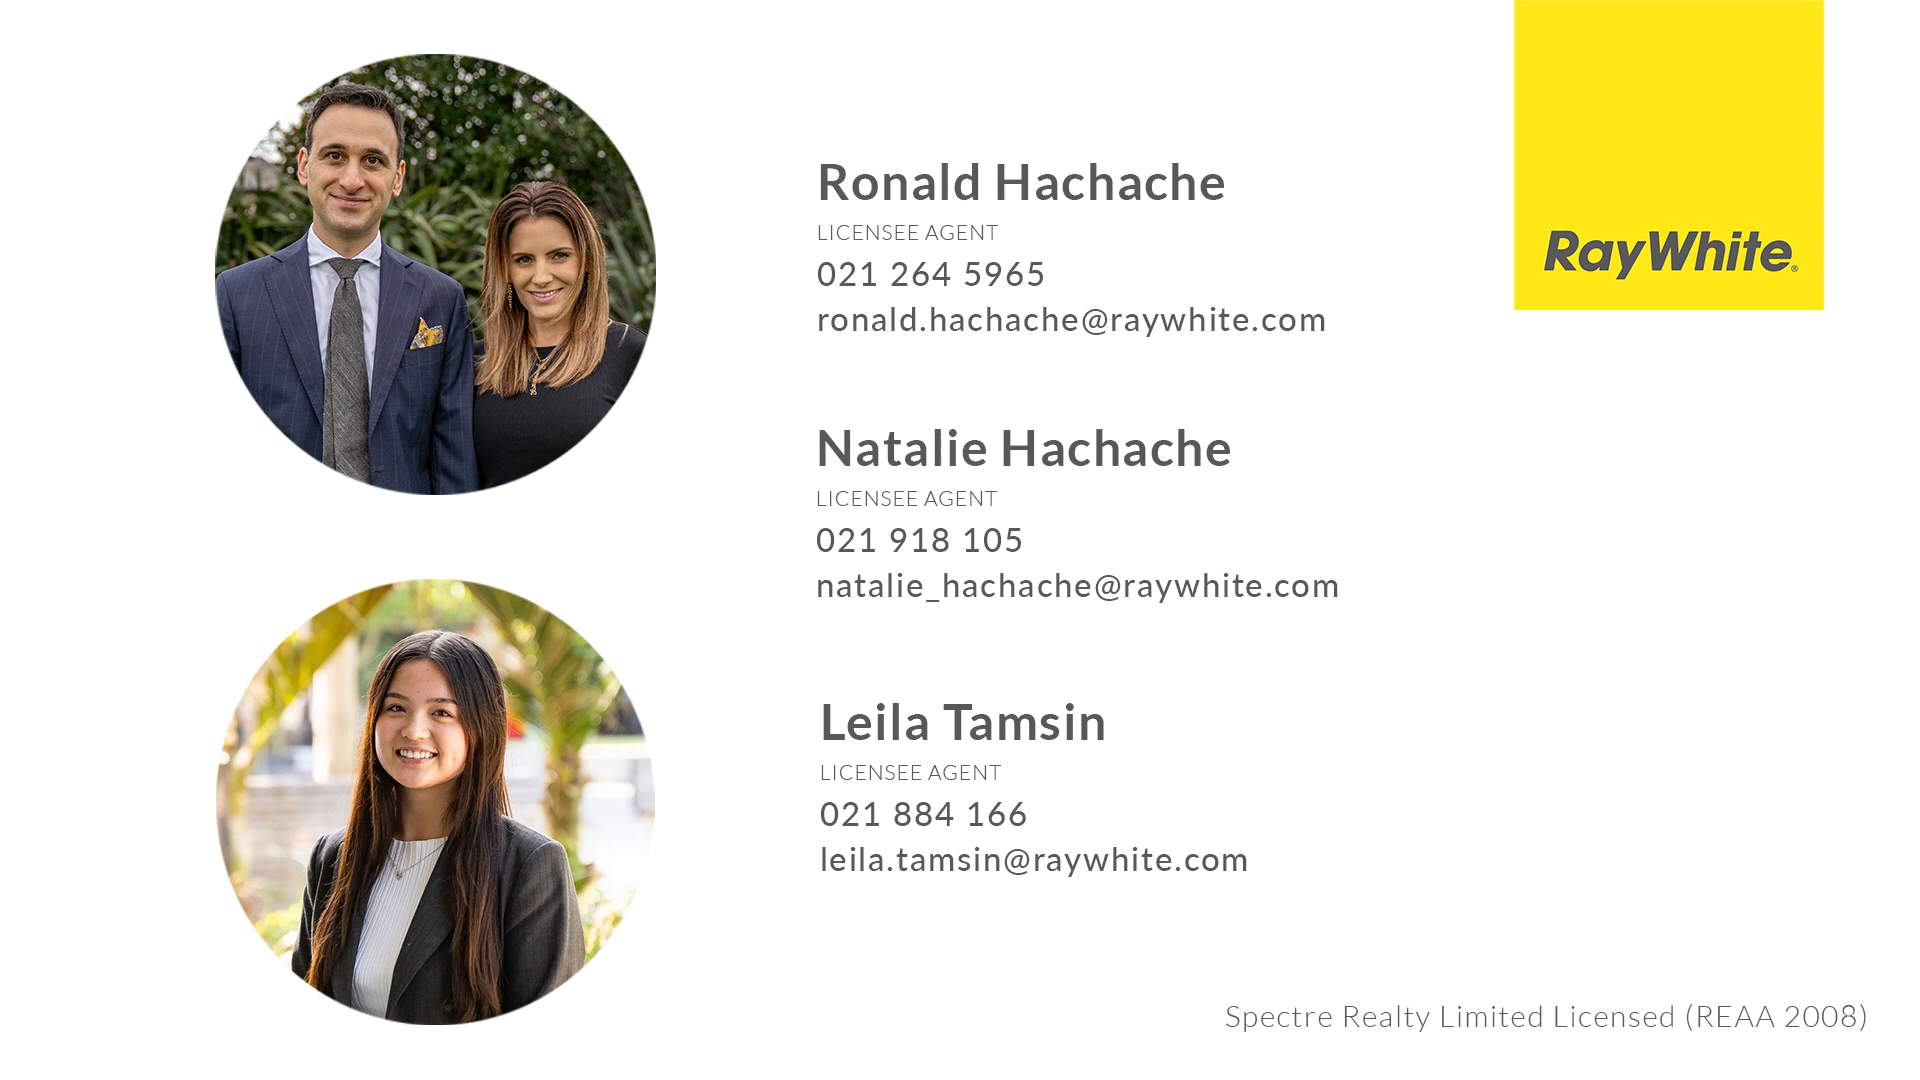 RayWhite®
Ronald Hachache
LICENSEE AGENT
021 264 5965
ronald.hachache@raywhite.com
Natalie Hachache
LICENSEE AGENT
021 918 105
natalie_hachache@raywhite.com
Leila Tamsin
LICENSEE AGENT
021 884 166
leila.tamsin@raywhite.com
Spectre Realty Limited Licensed (REAA 2008)